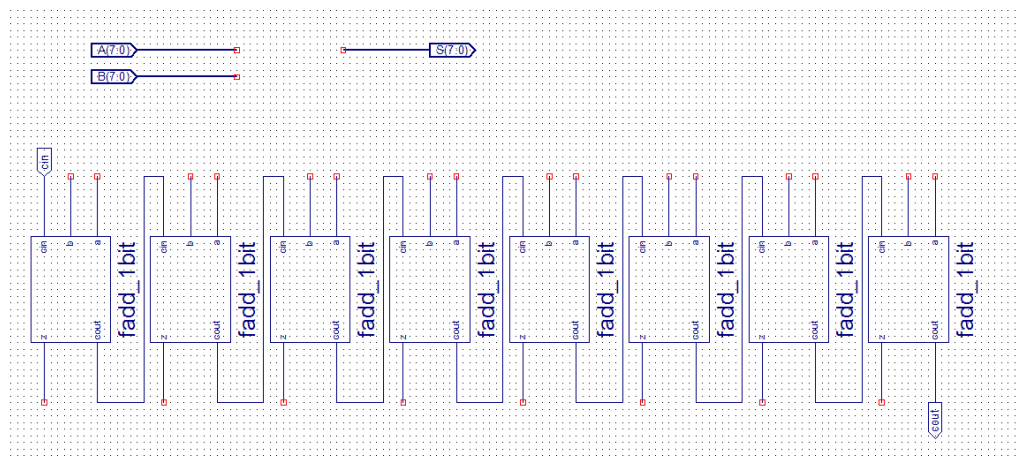 A(7:0)
S(7:0)
B(7:0)
cin
cin b a cin b a cin b a cin b a cin b a cin b a cin b a cin b a
fadd_1bit fadd_1bit fadd_1bit fadd_1bit fadd_1bit fadd_1bit fadd_1bit fadd_1bit
z cout z cout z cout z cout z cout z cout z cout z cout
cout